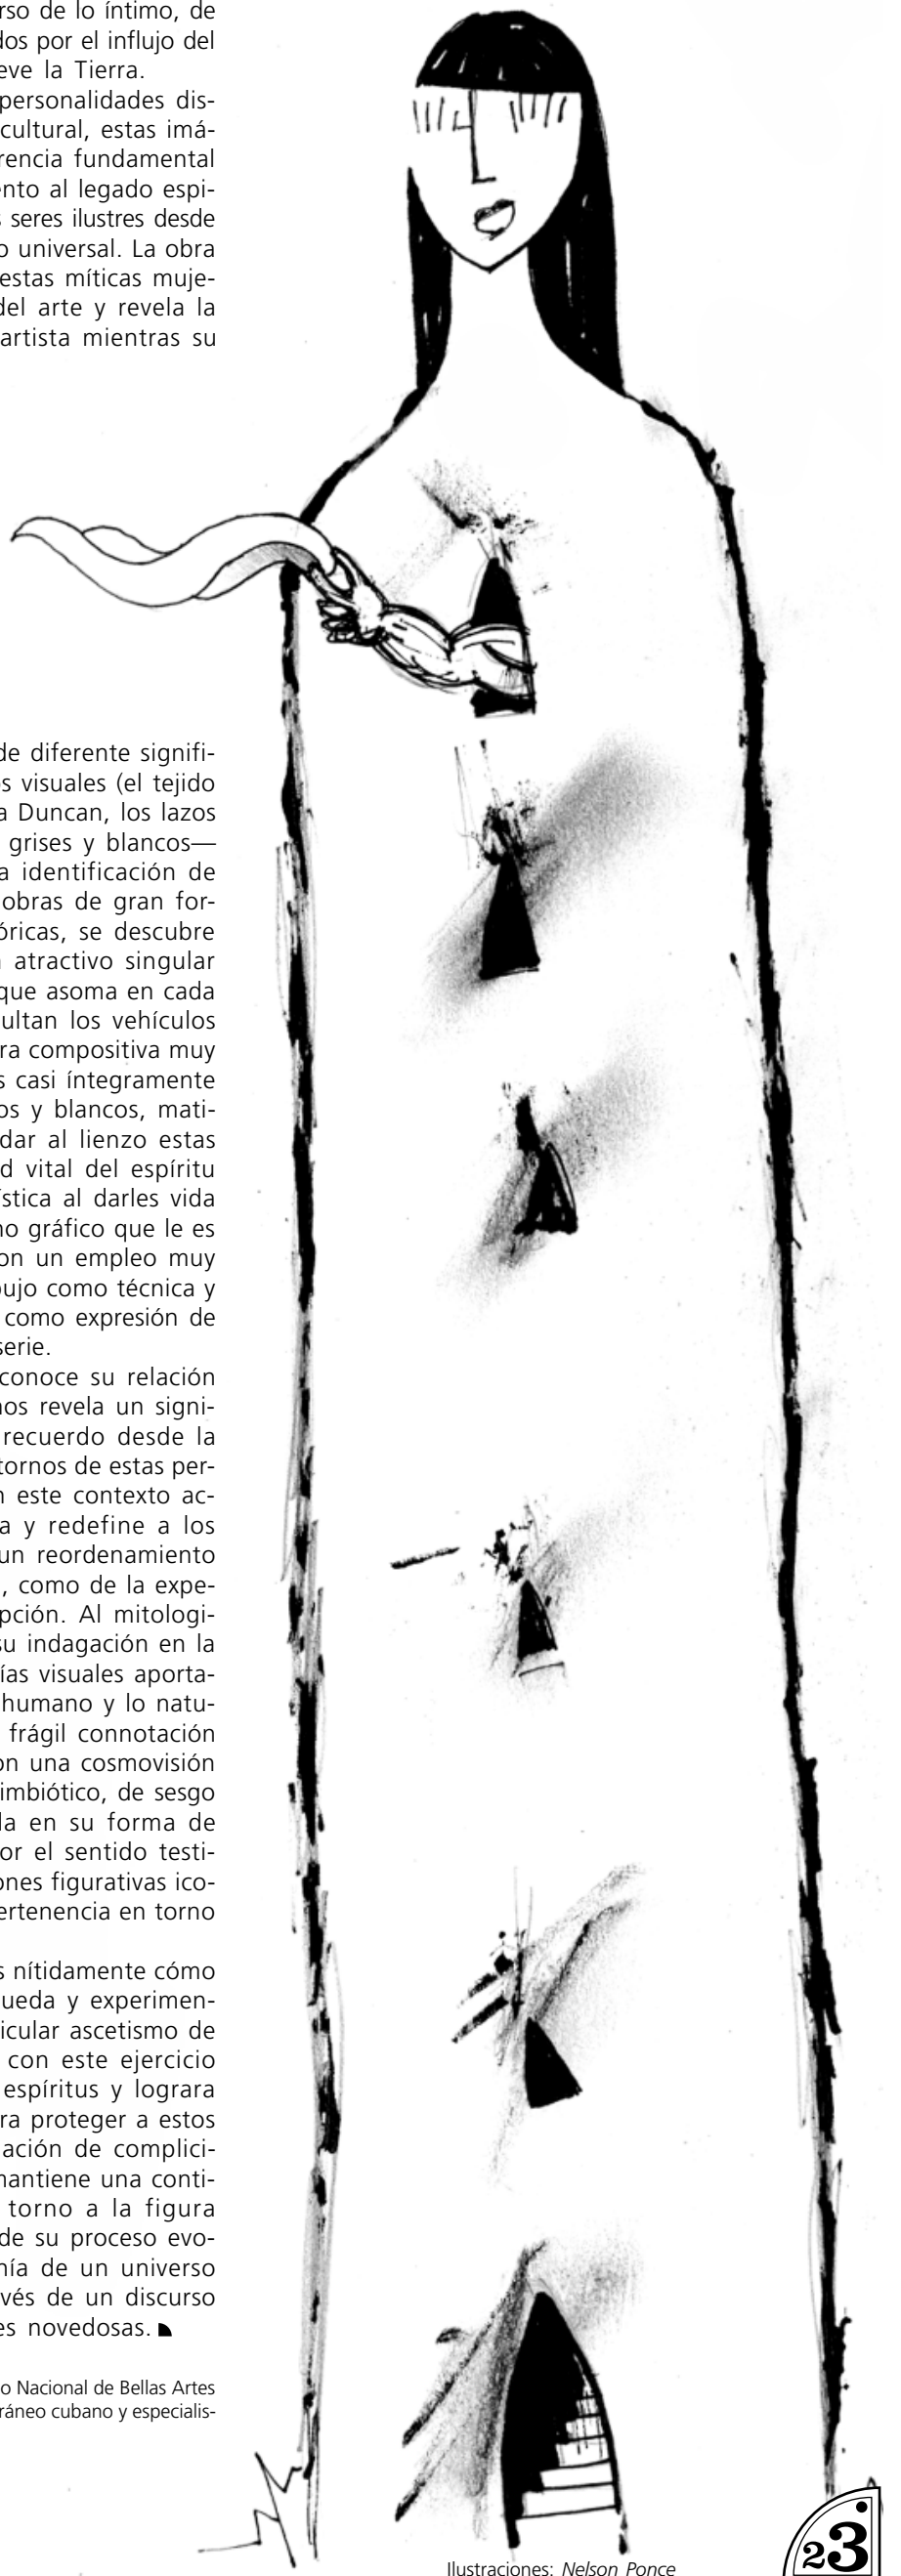 rso de lo íntimo, de
dos por el influjo del
eve la Tierra.
personalidades dis-
cultural, estas imá-
rencia fundamental
ento al legado espi-
s seres ilustres desde
o universal. La obra
estas míticas muje-
del arte y revela la
artista mientras su
de diferente signifi-
s visuales (el tejido
a Duncan, los lazos
grises y blancos—
a identificación de
obras de gran for-
óricas, se descubre
n atractivo singular
que asoma en cada
ultan los vehículos
ra compositiva muy
s casi íntegramente
os y blancos, mati-
dar al lienzo estas
d vital del espíritu
stica al darles vida
no gráfico que le es
on un empleo muy
bujo como técnica y
como expresión de
serie.
conoce su relación
nos revela un signi-
recuerdo desde la
tornos de estas per-
n este contexto ac-
a y redefine a los
un reordenamiento
, como de la expe-
pción. Al mitologi-
su indagación en la
ías visuales aporta-
humano y lo natu-
frágil connotación
on una cosmovisión
imbiótico, de sesgo
da en su forma de
or el sentido testi-
ones figurativas ico-
ertenencia en torno
s nítidamente cómo
ueda y experimen-
icular ascetismo de
con este ejercicio
espíritus y lograra
ra proteger a estos
ación de complici-
mantiene una conti-
torno a la figura
de su proceso evo-
nía de un universo
vés de un discurso
es novedosas.
o Nacional de Bellas Artes
ráneo cubano y especialis-
Ilustraciones: Nelson Ponce
23